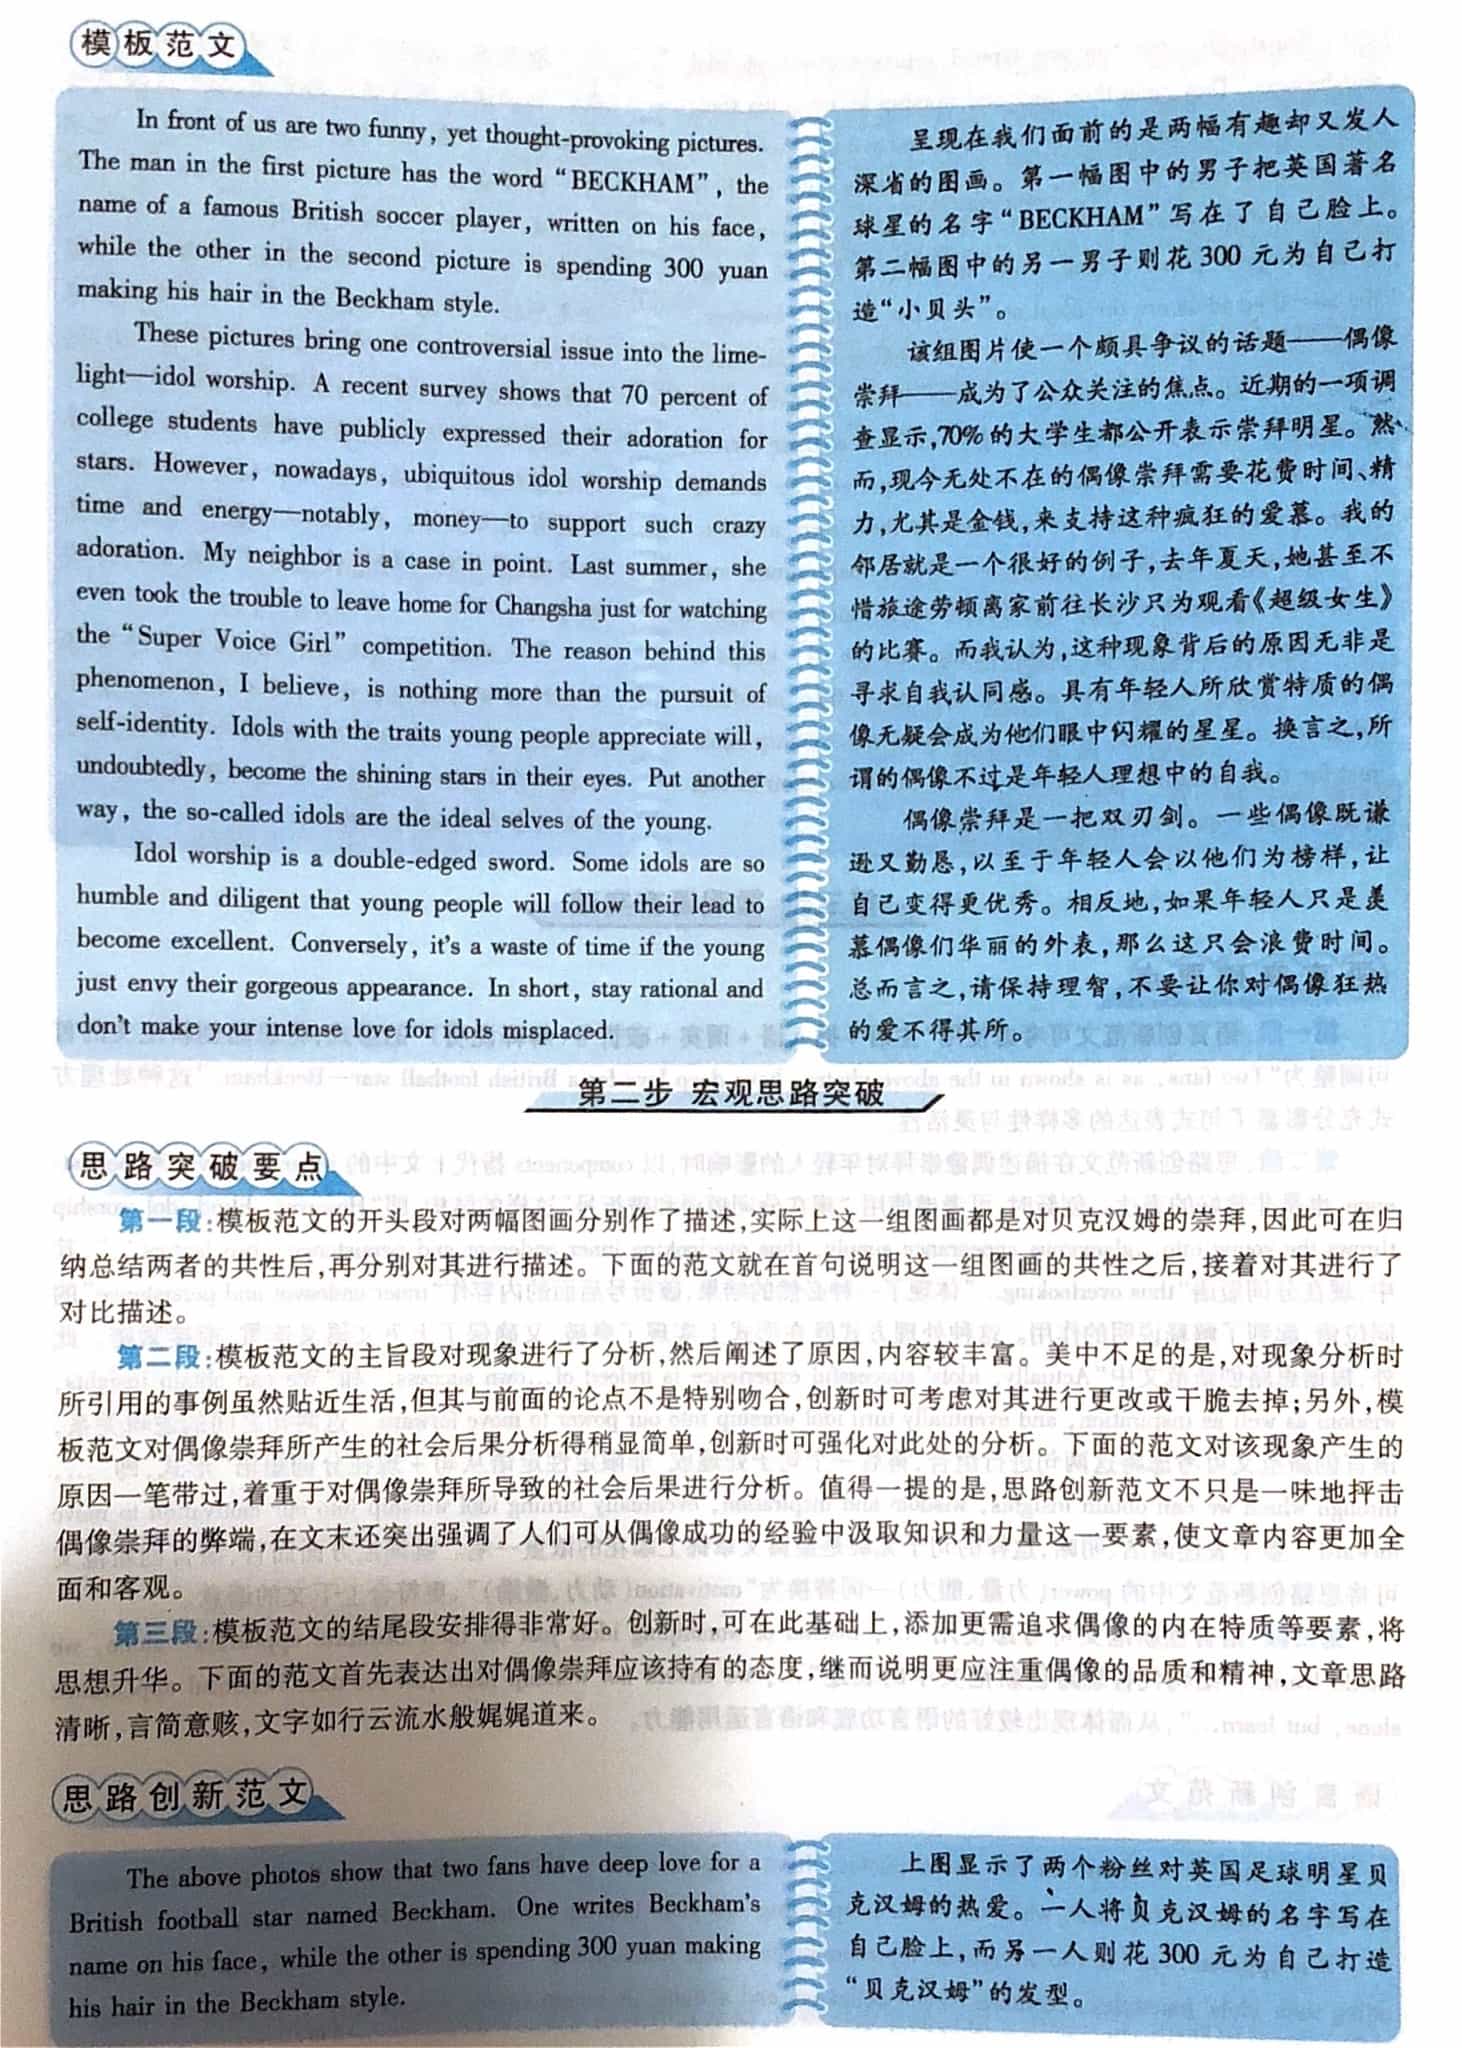 模板范文
In front of us are two funny, yet thought-provoking pictures.
The man in the first picture has the word “BECKHAM”, the
name of a famous British soccer player, written on his face,
while the other in the second picture is spending 300 yuan
making his hair in the Beckham style.
These pictures bring one controversial issue into the lime-
light—idol worship. A recent survey shows that 70 percent of
college students have publicly expressed their adoration for
stars. However, nowadays, ubiquitous idol worship demands
time and energy—notably, money—to support such crazy
adoration. My neighbor is a case in point. Last summer, she
even took the trouble to leave home for Changsha just for watching
the “Super Voice Girl” competition. The reason behind this
phenomenon, I believe, is nothing more than the pursuit of
self-identity. Idols with the traits young people appreciate will,
undoubtedly, become the shining stars in their eyes. Put another
way, the so-called idols are the ideal selves of the young.
Idol worship is a double-edged sword. Some idols are so
humble and diligent that young people will follow their lead to
become excellent. Conversely, it's a waste of time if the young
just envy their gorgeous appearance. In short, stay rational and
don't make your intense love for idols misplaced.
呈现在我们面前的是两幅有趣却又发人
深省的图画。第一幅图中的男子把英国著名
球星的名字“BECKHAM”写在了自己脸上。
第二幅图中的另一男子则花300元为自己打
造“小贝头”。
该组图片使一个颇具争议的话题——偶像
崇拜——成为了公众关注的焦点。近期的一项调
查显示,70%的大学生都公开表示崇拜明星。然
而,现今无处不在的偶像崇拜需要花费时间、精
力,尤其是金钱,来支持这种疯狂的爱慕。我的
邻居就是一个很好的例子,去年夏天,她甚至不
惜旅途劳顿离家前往长沙只为观看《超级女生》
的比赛。而我认为,这种现象背后的原因无非是
寻求自我认同感。具有年轻人所欣赏特质的偶
像无疑会成为他们眼中闪耀的星星。换言之,所
谓的偶像不过是年轻人理想中的自我。
偶像崇拜是一把双刃剑。一些偶像既谦
逊又勤恳,以至于年轻人会以他们为榜样,让
自己变得更优秀。相反地,如果年轻人只是羡
慕偶像们华丽的外表,那么这只会浪费时间。
总而言之,请保持理智,不要让你对偶像狂热
的爱不得其所。
第二步 宏观思路突破
思路突破要点
第一段:模板范文的开头段对两幅图画分别作了描述,实际上这一组图画都是对贝克汉姆的崇拜,因此可在归
纳总结两者的共性后,再分别对其进行描述。下面的范文就在首句说明这一组图画的共性之后,接着对其进行了
对比描述。
第二段:模板范文的主旨段对现象进行了分析,然后阐述了原因,内容较丰富。美中不足的是,对现象分析时
所引用的事例虽然贴近生活,但其与前面的论点不是特别吻合,创新时可考虑对其进行更改或干脆去掉;另外,模
板范文对偶像崇拜所产生的社会后果分析得稍显简单,创新时可强化对此处的分析。下面的范文对该现象产生的
原因一笔带过,着重于对偶像崇拜所导致的社会后果进行分析。值得一提的是,思路创新范文不只是一味地抨击
偶像崇拜的弊端,在文末还突出强调了人们可从偶像成功的经验中汲取知识和力量这一要素,使文章内容更加全
面和客观。
第三段:模板范文的结尾段安排得非常好。创新时,可在此基础上,添加更需追求偶像的内在特质等要素,将
思想升华。下面的范文首先表达出对偶像崇拜应该持有的态度,继而说明更应注重偶像的品质和精神,文章思路
清晰,言简意赅,文字如行云流水般娓娓道来。
思路创新范文
The above photos show that two fans have deep love for a
British football star named Beckham. One writes Beckham's
name on his face, while the other is spending 300 yuan making
his hair in the Beckham style.
上图显示了两个粉丝对英国足球明星贝
克汉姆的热爱。一人将贝克汉姆的名字写在
自己脸上,而另一人则花300元为自己打造
“贝克汉姆”的发型。